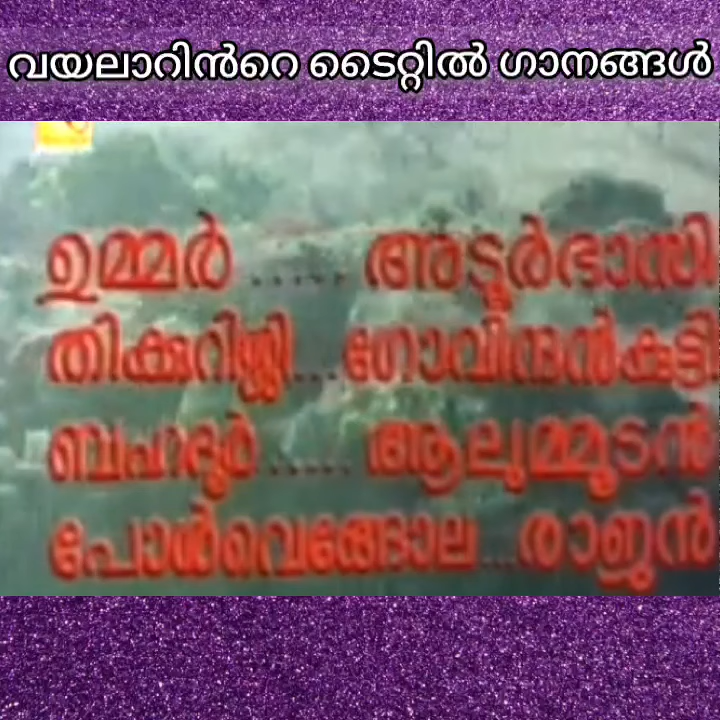 വയലാറിൻറെ ടൈറ്റിൽ ഗാനങ്ങൾ
ഉമ്മർ ..... അടൂർഭാസി
തിക്കുറിശ്ശി ... ഗോവിന്ദൻകുട്ടി
ബഹദൂർ ..... ആലുമ്മൂടൻ
പോൾവെങ്ങോല ... രാജൻ